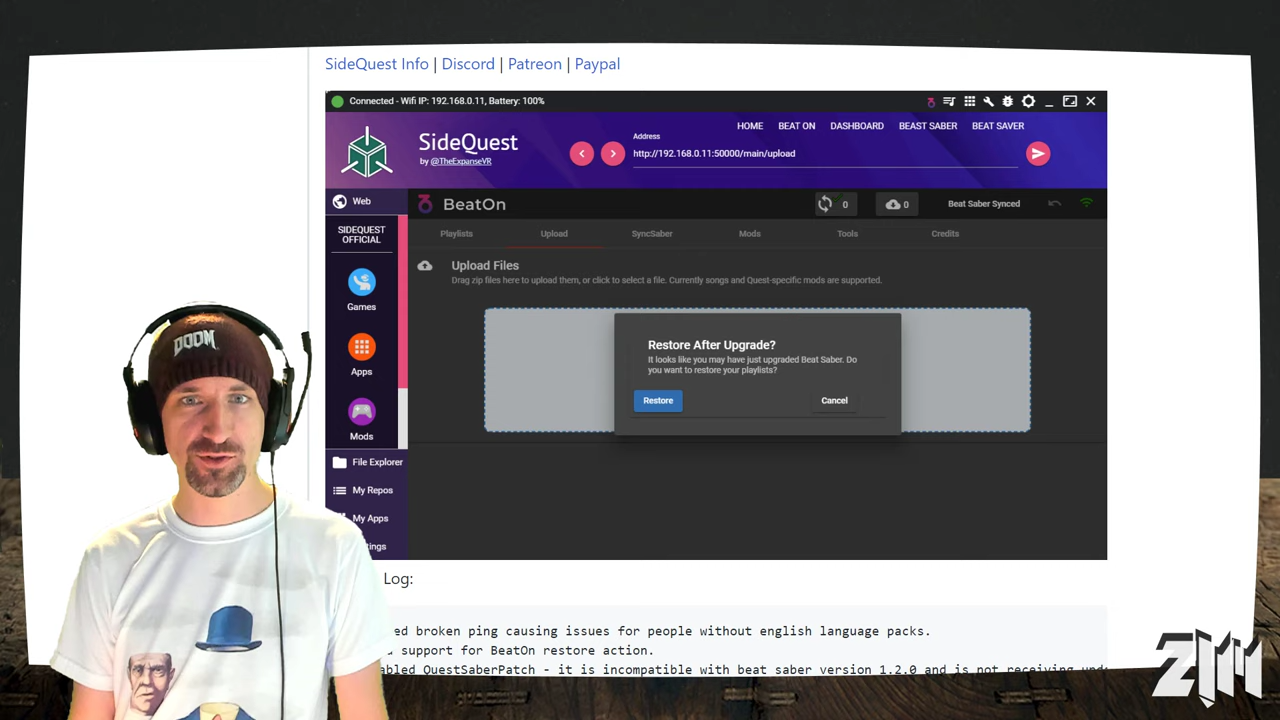 SideQuest Info | Discord | Patreon | Paypal
Connected - Wifi IP: 192.168.0.11, Battery: 100%
SideQuest
by @TheExpanseVR
HOME BEAT ON DASHBOARD BEAST SABER BEAT SAVER
Address
http://192.168.0.11:50000/main/upload
Web
BeatOn
0
0
Beat Saber Synced
SIDEQUEST
OFFICIAL
Playlists Upload SyncSaber Mods Tools Credits
Upload Files
Drag zip files here to upload them, or click to select a file. Currently songs and Quest-specific mods are supported.
Games
Restore After Upgrade?
It looks like you may have just upgraded Beat Saber. Do
you want to restore your playlists?
Restore Cancel
Apps
Mods
File Explorer
My Repos
My Apps
tings
DOOM
Log:
ed broken ping causing issues for people without english language packs.
support for BeatOn restore action.
abled QuestSaberPatch - it is incompatible with beat saber version 1.2.0 and is not receiving upd